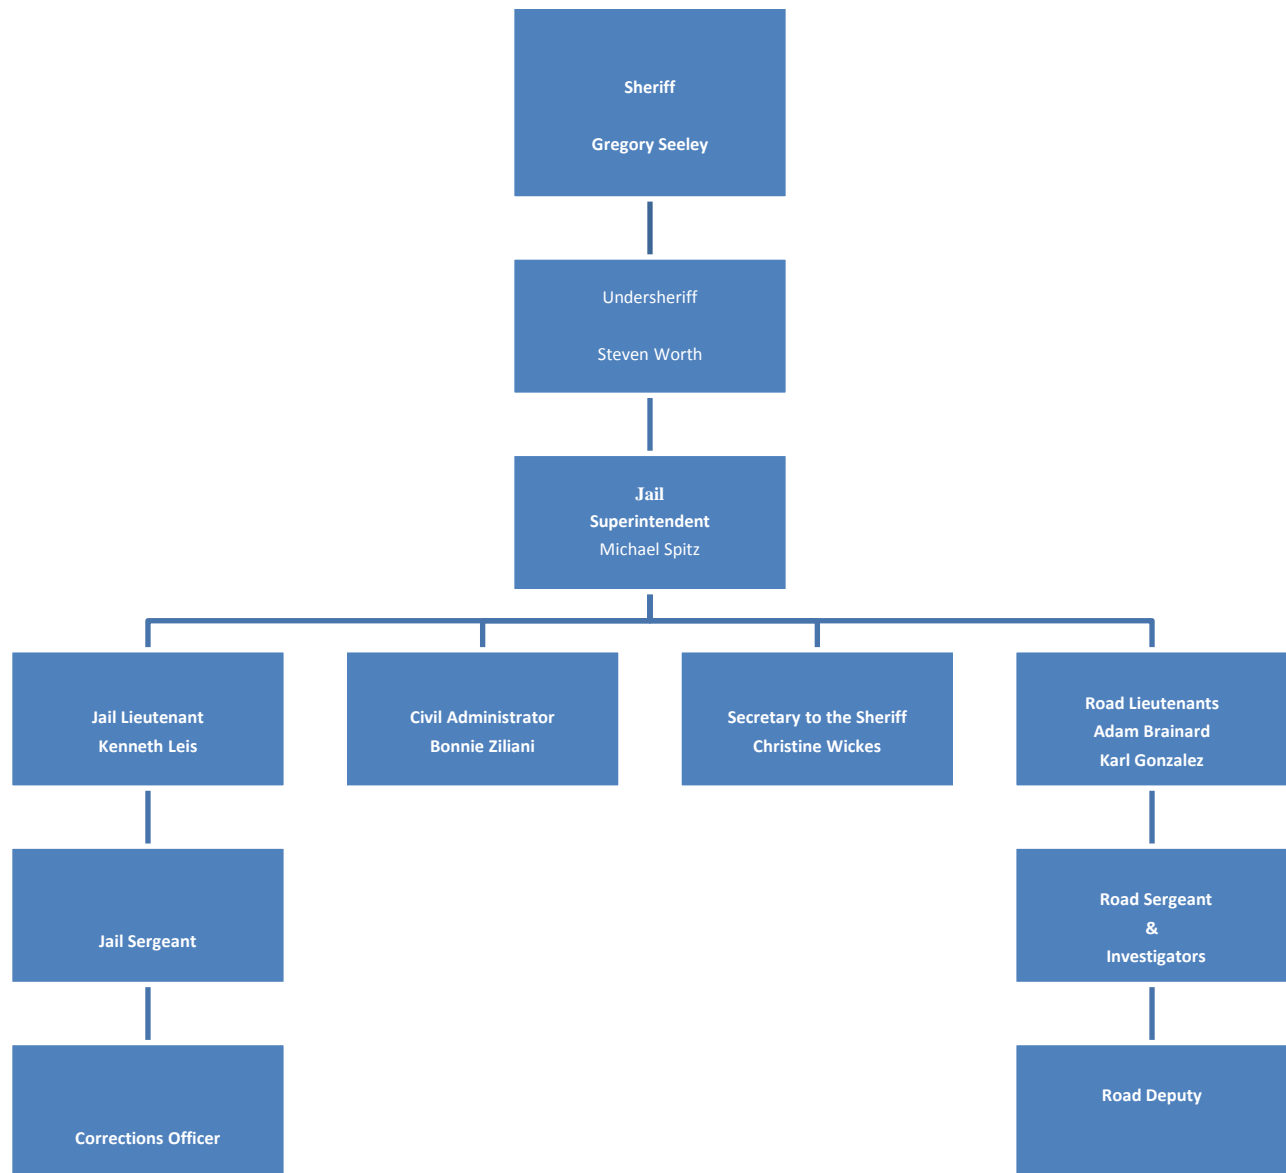 Sheriff
Gregory Seeley
Undersheriff
Steven Worth
Jail
Superintendent
Michael Spitz
Jail Lieutenant
Kenneth Leis
Civil Administrator
Bonnie Ziliani
Secretary to the Sheriff
Christine Wickes
Road Lieutenants
Adam Brainard
Karl Gonzalez
Jail Sergeant
Road Sergeant
&
Investigators
Corrections Officer
Road Deputy